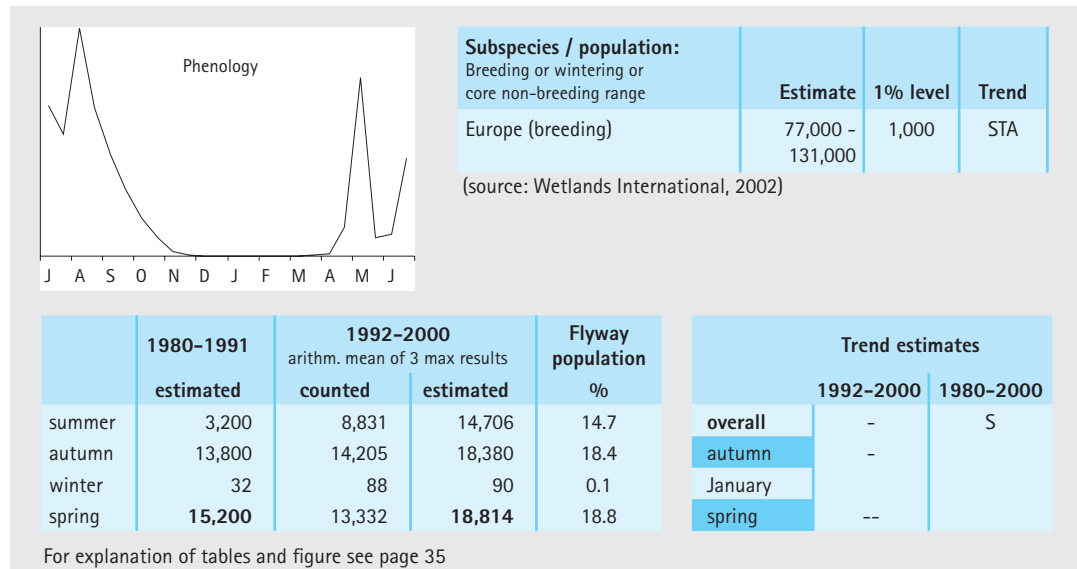 Phenology
J A S O N D J F M A M J
Subspecies / population:
Breeding or wintering or
core non-breeding range Estimate 1% level Trend
Europe (breeding) 77,000 - 1,000 STA
131,000
(source: Wetlands International, 2002)
1980–1991 1992–2000 Flyway
arithm. mean of 3 max results population
estimated counted estimated %
summer 3,200 8,831 14,706 14.7
autumn 13,800 14,205 18,380 18.4
winter 32 88 90 0.1
spring 15,200 13,332 18,814 18.8
Trend estimates
1992–2000 1980–2000
overall - S
autumn -
January
spring --
For explanation of tables and figure see page 35